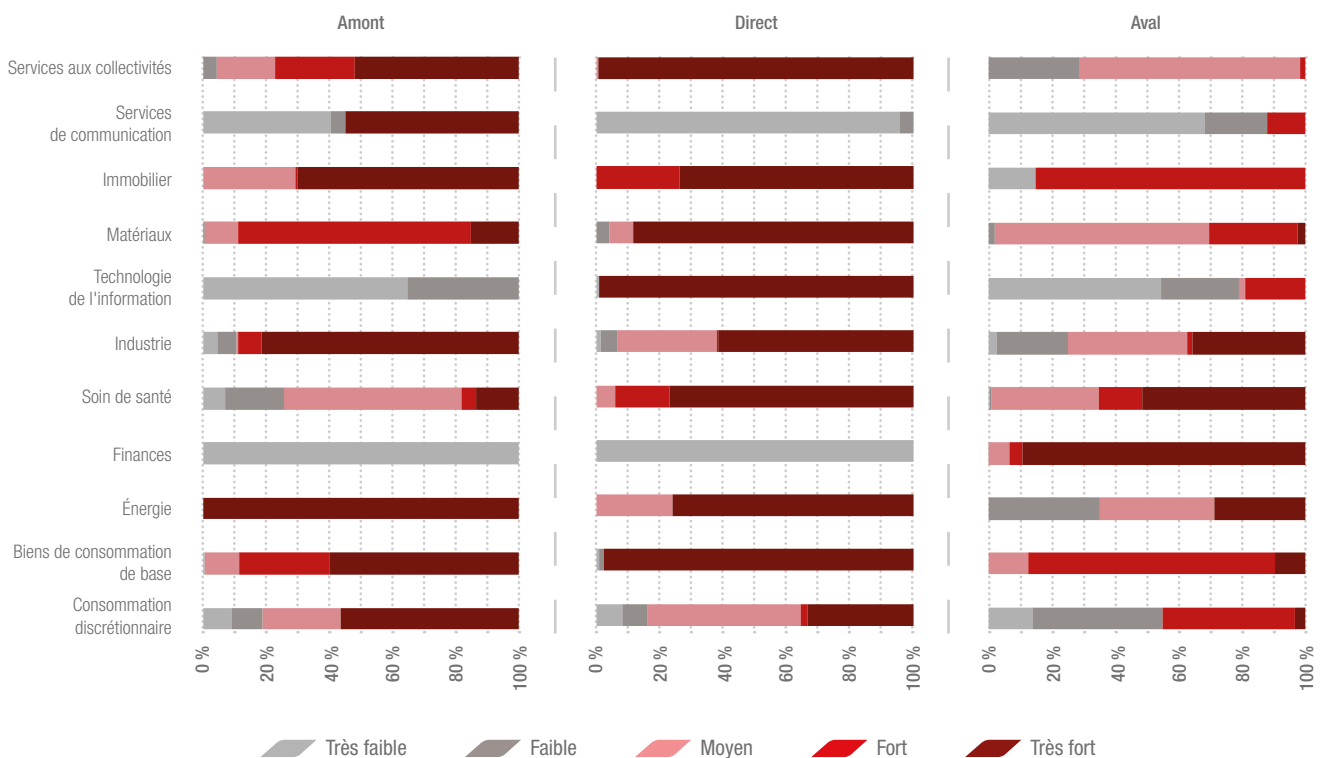 Amont
Direct
Aval
Services aux collectivités
Services
de communication
Immobilier
Matériaux
Technologie
de l'information
Industrie
Soin de santé
Finances
Énergie
Biens de consommation
de base
Consommation
discrétionnaire
0 %
20 %
40 %
60 %
80 %
100 %
0 %
20 %
40 %
60 %
80 %
100 %
0 %
20 %
40 %
60 %
80 %
100 %
Très faible
Faible
Moyen
Fort
Très fort